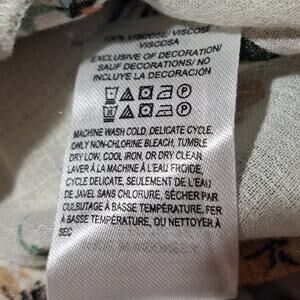 100% VISCOSE/ VISCOSE
VISCOSA
EXCLUSIVE OF DECORATION/
SAUF DECORATIONS/ NO
INCLUYE LA DECORACION
MACHINE WASH COLD, DELICATE CYCLE,
ONLY NON-CHLORINE BLEACH, TUMBLE
DRY LOW, COOL IRON, OR DRY CLEAN
LAVER À LA MACHINE À L'EAU FROIDE,
CYCLE DELICATE, SEULEMENT DE L'EAU
DE JAVEL SANS CHLORURE, SÉCHER PAR
CULBUTAGE À BASSE TEMPÉRATURE, FER
À BASSE TEMPÉRATURE, OU NETTOYER À
SEC